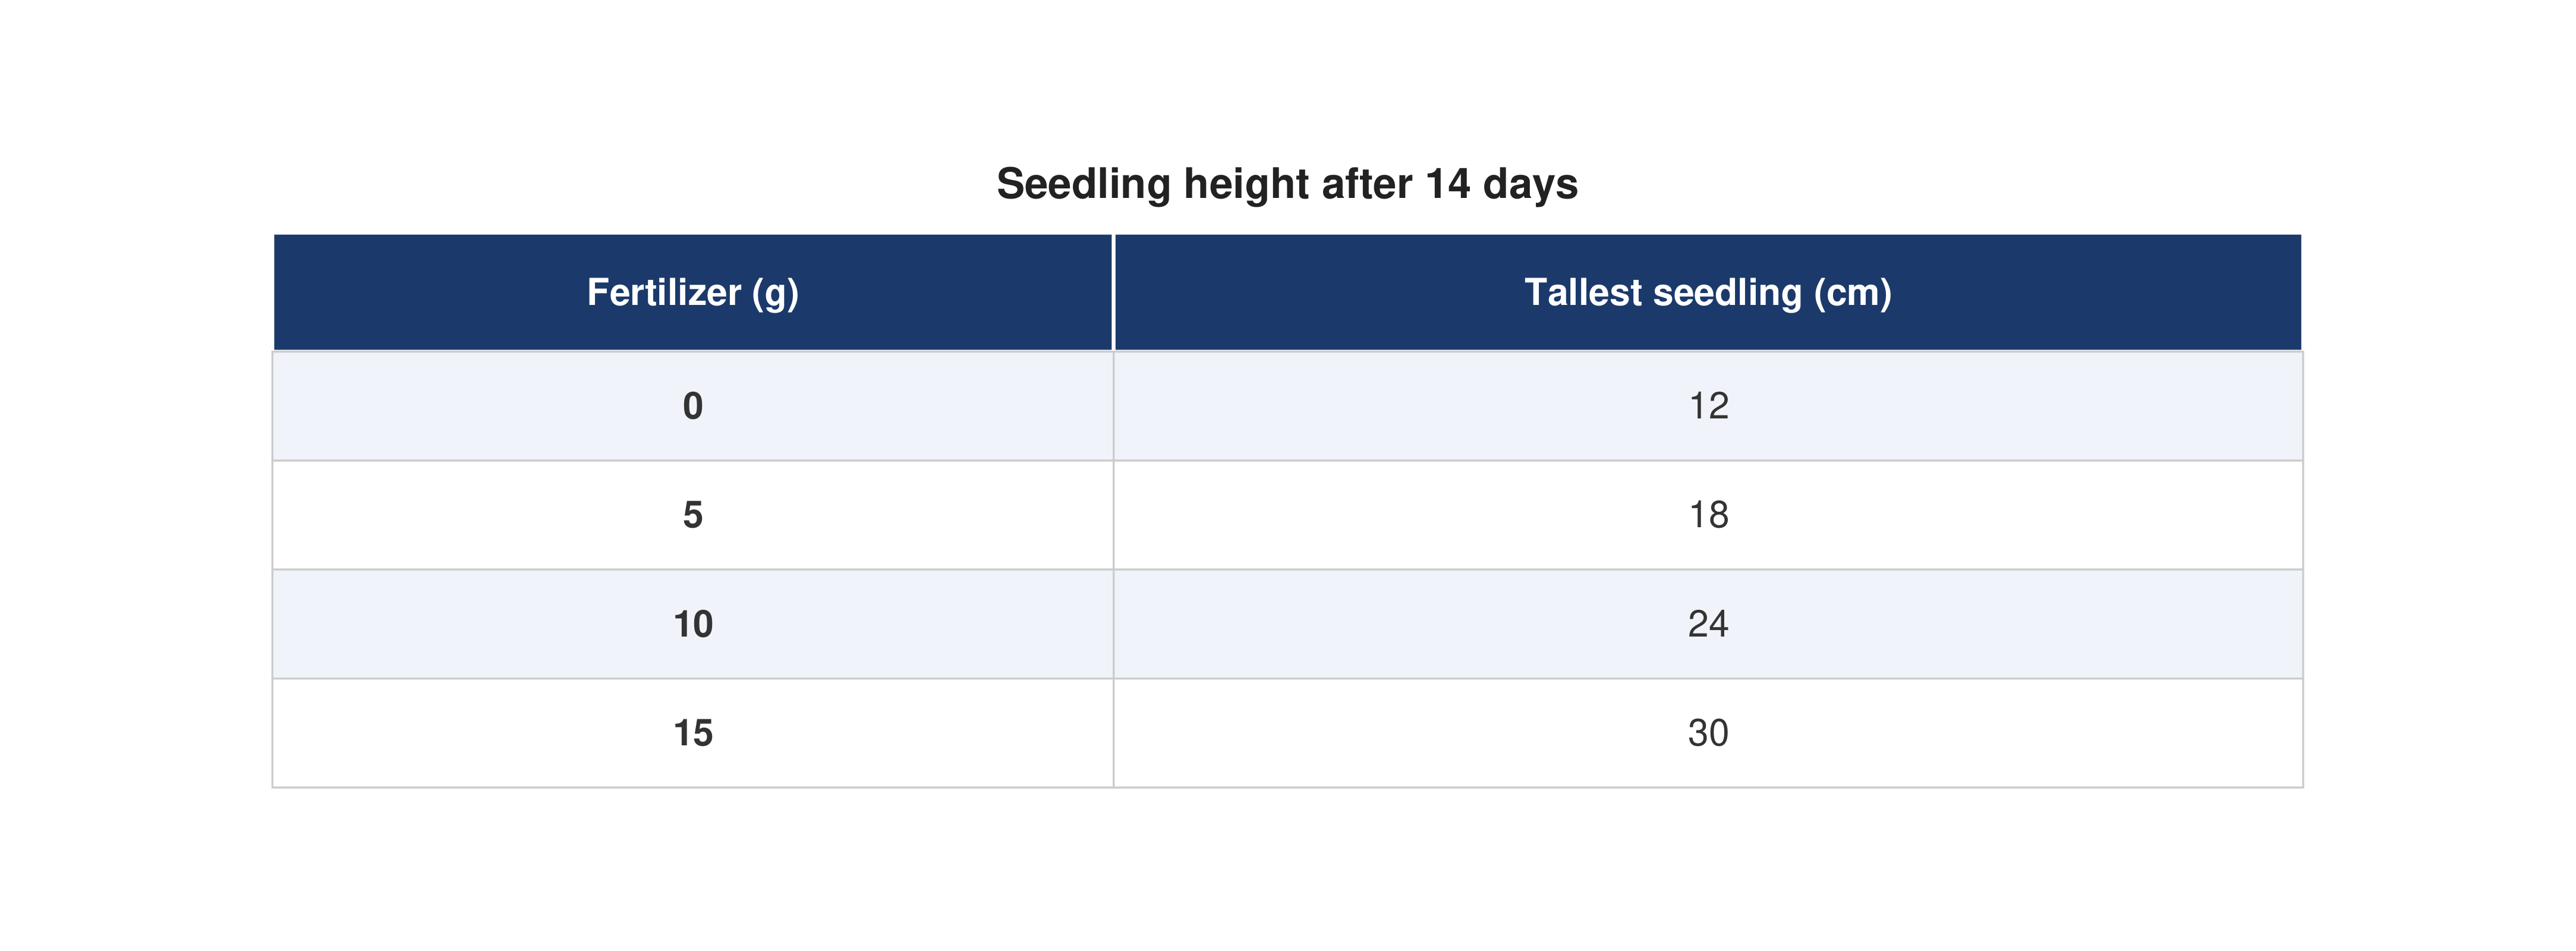 Seedling height after 14 days
Fertilizer (g) Tallest seedling (cm)
0 12
5 18
10 24
15 30